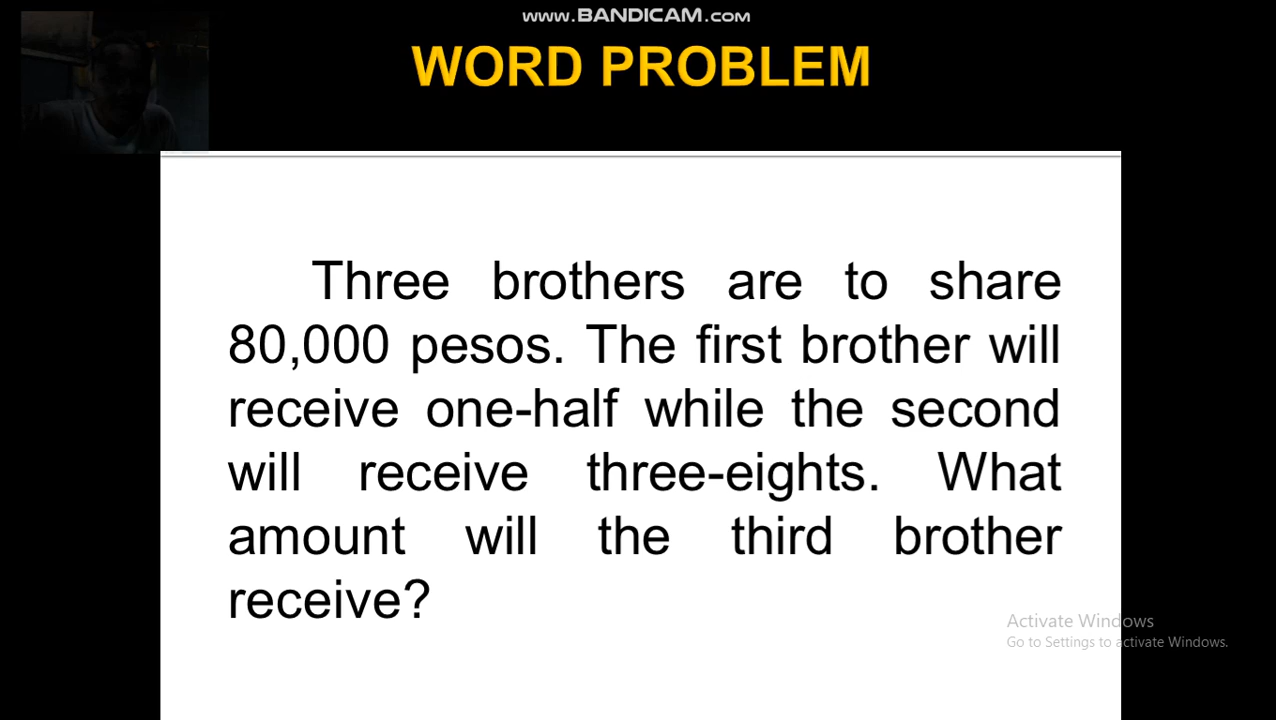 www.BANDICAM.com
WORD PROBLEM
Three brothers are to share
80,000 pesos. The first brother will
receive one-half while the second
will receive three-eights. What
amount will the third brother
receive?
Activate Windows
Go to Settings to activate Windows.